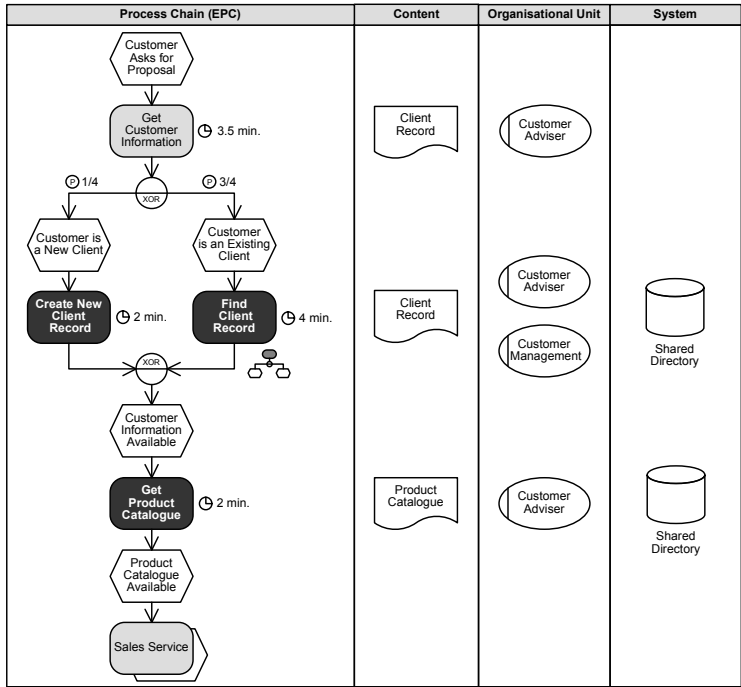 Process Chain (EPC)
Content
Organisational Unit
System
Customer
Asks for
Proposal
Get
Customer
Information
3.5 min.
Client
Record
Customer
Adviser
P 1/4
P 3/4
XOR
Customer is
a New Client
Customer
is an Existing
Client
Create New
Client
Record
2 min.
Find
Client
Record
4 min.
Client
Record
Customer
Adviser
Customer
Management
Shared
Directory
XOR
Customer
Information
Available
Get
Product
Catalogue
2 min.
Product
Catalogue
Customer
Adviser
Shared
Directory
Product
Catalogue
Available
Sales Service